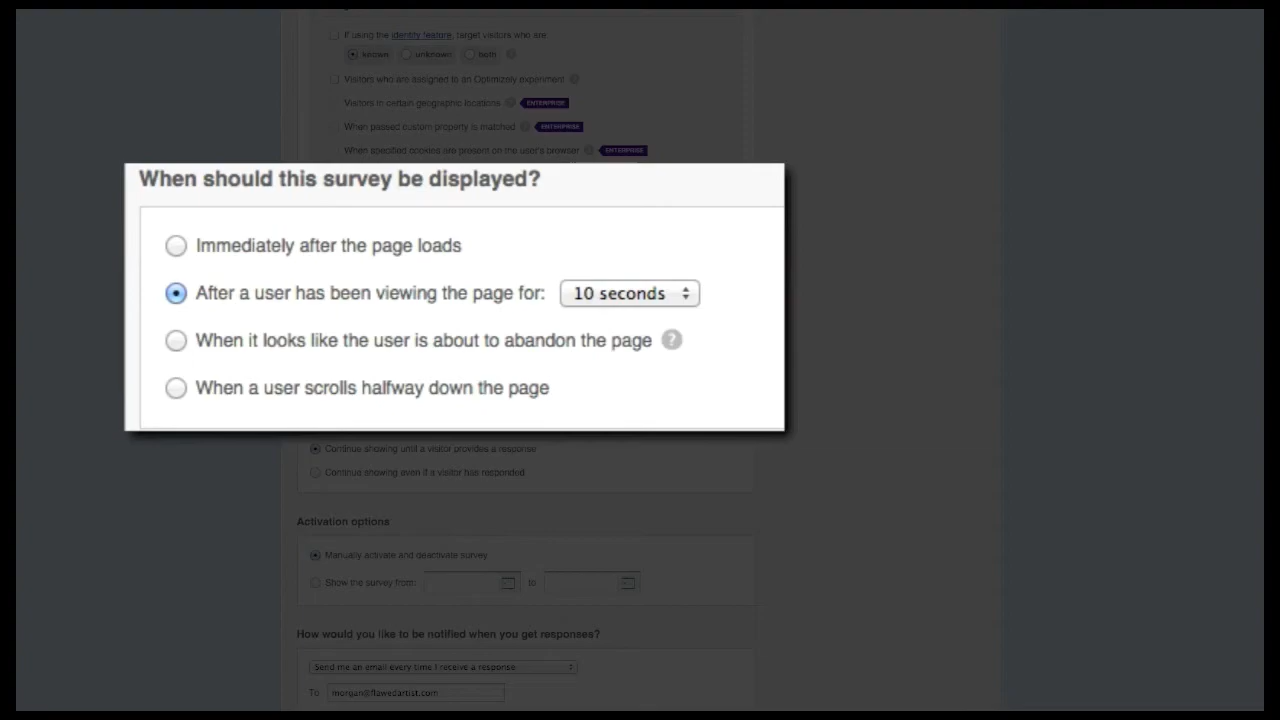 If using the identity feature, target visitors who are
known unknown both ?
Visitors who are assigned to an Optimizely experiment ?
Visitors in certain geographic locations ? ENTERPRISE
When passed custom property is matched ? ENTERPRISE
When specified cookies are present on the user's browser ? ENTERPRISE
When should this survey be displayed?
Immediately after the page loads
After a user has been viewing the page for: 10 seconds
When it looks like the user is about to abandon the page ?
When a user scrolls halfway down the page
Continue showing until a visitor provides a response
Continue showing even if a visitor has responded
Activation options
Manually activate and deactivate survey
Show the survey from: to
How would you like to be notified when you get responses?
Send me an email every time I receive a response
To morgan@flawedartist.com